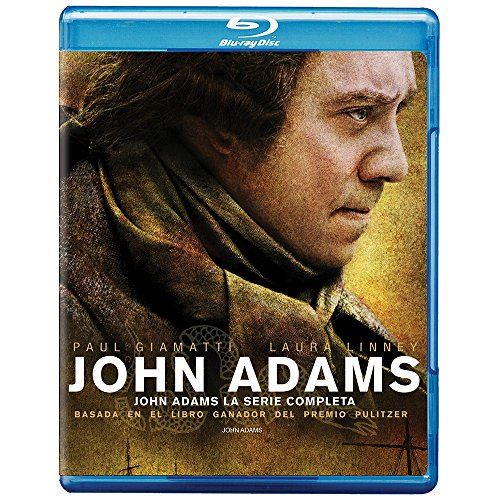 Blu-ray Disc
PAUL GIAMATTI LAURA LINNEY
JOHN ADAMS
JOHN ADAMS LA SERIE COMPLETA
BASADA EN EL LIBRO GANADOR DEL PREMIO PULITZER
JOHN ADAMS